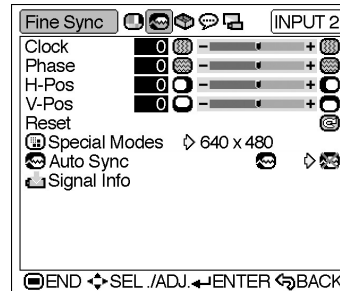 Fine Sync INPUT 2
Clock 0 - +
Phase 0 - +
H-Pos 0 - +
V-Pos 0 - +
Reset
Special Modes 640 x 480
Auto Sync
Signal Info
END SEL./ADJ. ENTER BACK